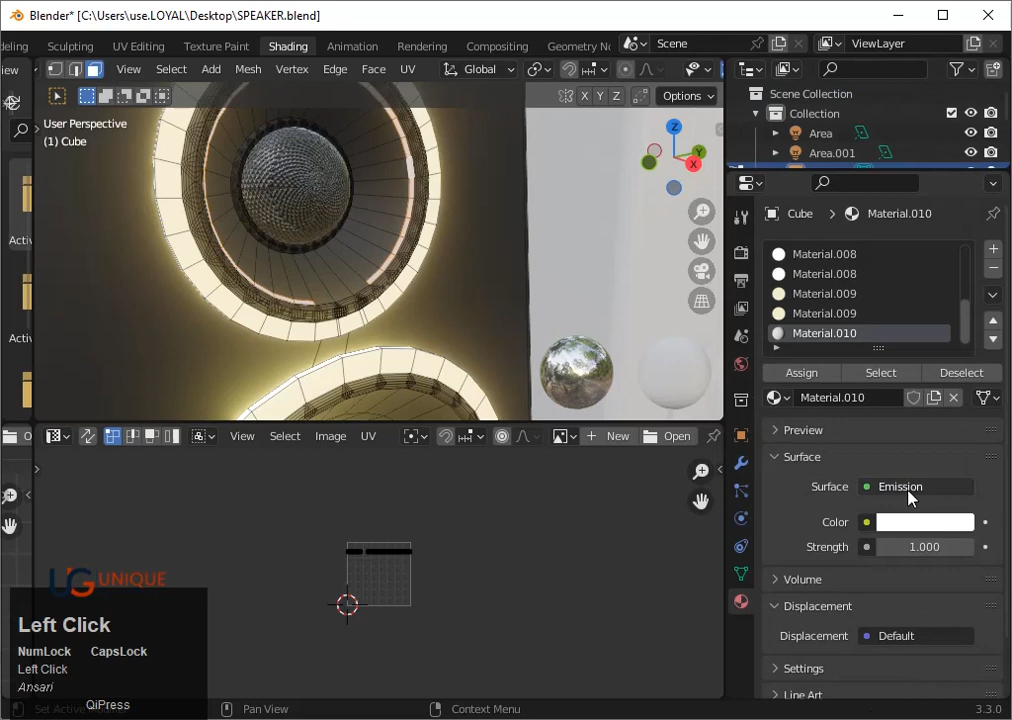 Blender* [C:\Users\use.LOYAL\Desktop\SPEAKER.blend]
deling Sculpting UV Editing Texture Paint Shading Animation Rendering Compositing Geometry No Scene ViewLayer
iew View Select Add Mesh Vertex Edge Face UV Global
X Y Z Options
User Perspective
(1) Cube
Z
Y
X
Scene Collection
Collection
Area
Area.001
Cube Material.010
Material.008
Material.008
Material.009
Material.009
Material.010
Activ
Activ
Assign Select Deselect
Material.010
Preview
Surface
Surface Emission
Color
Strength 1.000
Volume
Displacement
Displacement Default
Settings
Line Art
O View Select Image UV New Open
UG UNIQUE
Left Click
NumLock CapsLock
Left Click
Ansari
QiPress
Set Active Pan View Context Menu 3.3.0